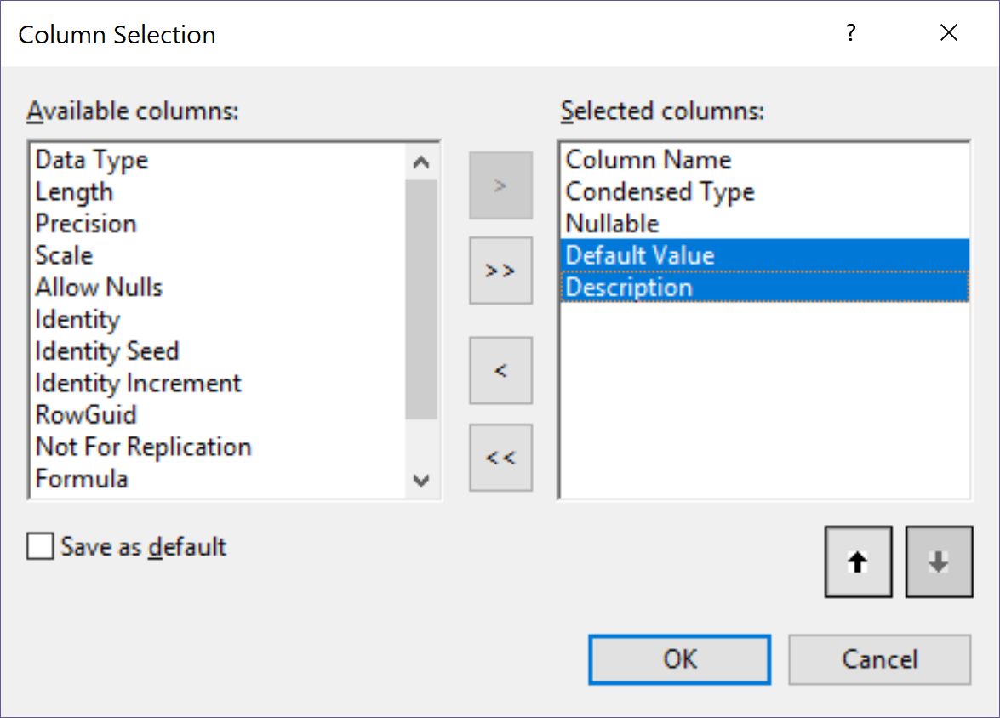 Column Selection
?
Available columns:
Data Type
Length
Precision
Scale
Allow Nulls
Identity
Identity Seed
Identity Increment
RowGuid
Not For Replication
Formula
>
>>
<
<<
Selected columns:
Column Name
Condensed Type
Nullable
Default Value
Description
Save as default
OK
Cancel